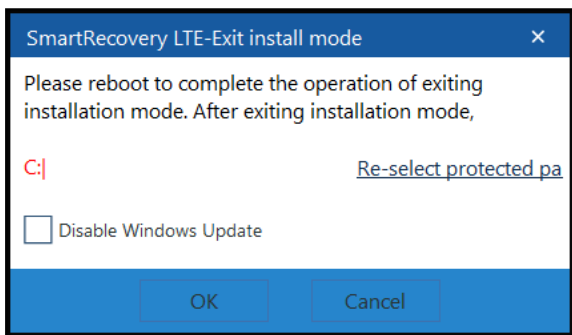 SmartRecovery LTE-Exit install mode
Please reboot to complete the operation of exiting
installation mode. After exiting installation mode,
C:| Re-select protected pa
Disable Windows Update
OK Cancel